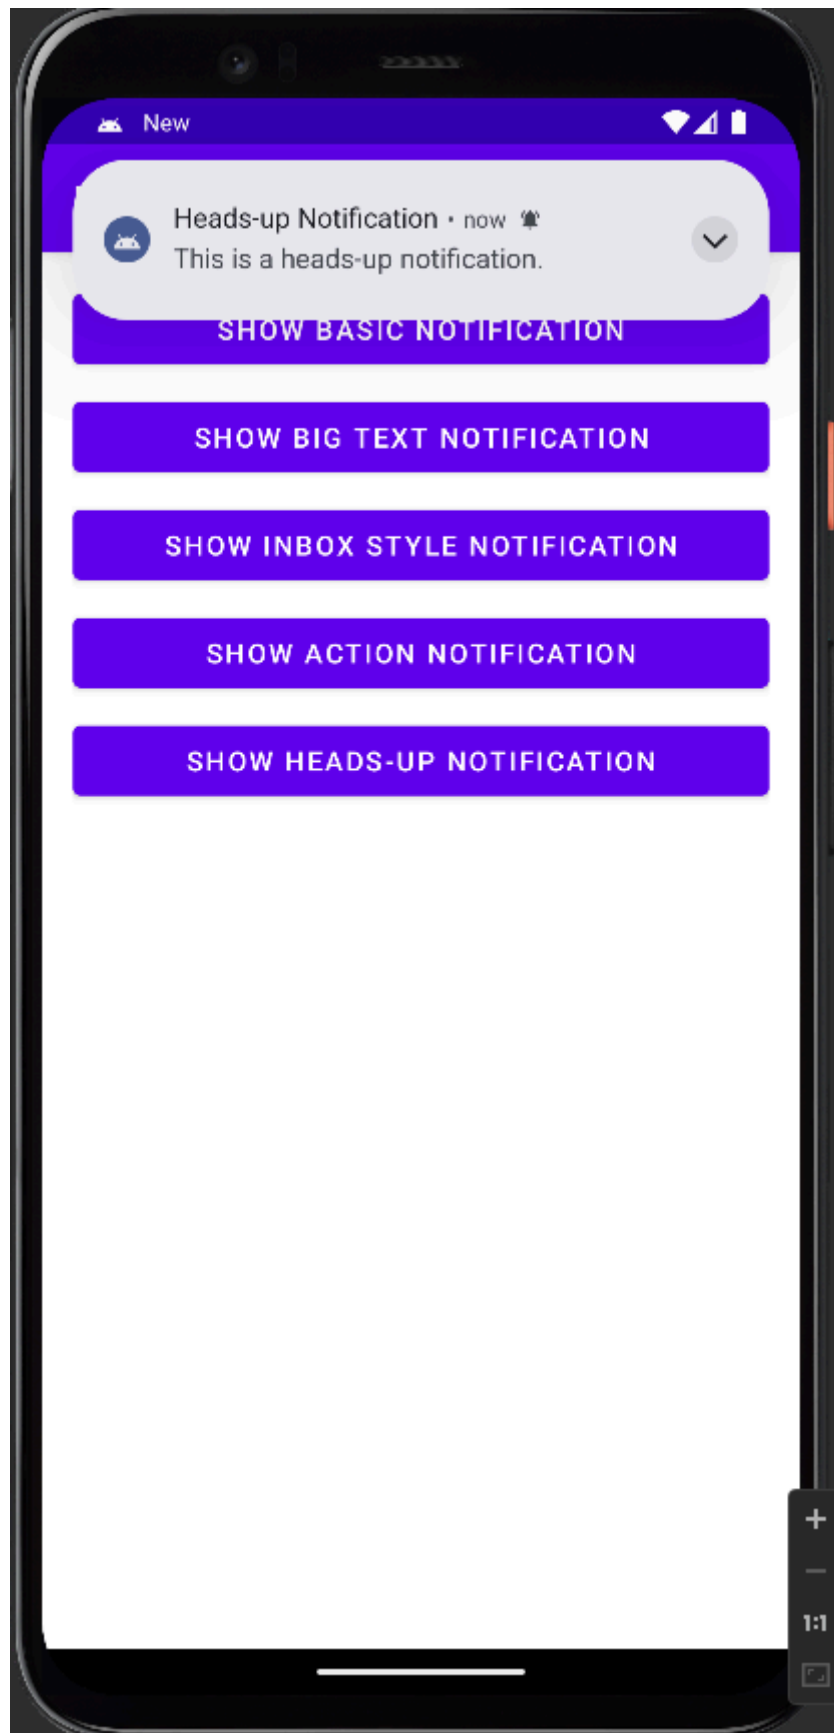 New
Heads-up Notification • now
This is a heads-up notification.
SHOW BASIC NOTIFICATION
SHOW BIG TEXT NOTIFICATION
SHOW INBOX STYLE NOTIFICATION
SHOW ACTION NOTIFICATION
SHOW HEADS-UP NOTIFICATION
1:1